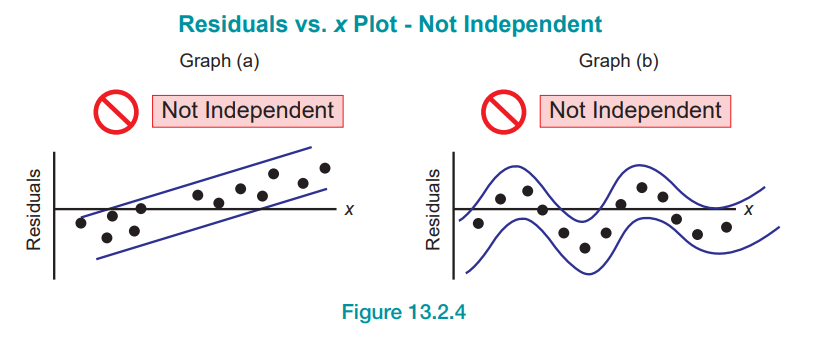 Residuals vs. x Plot - Not Independent
Graph (a)
Graph (b)
Not Independent
Not Independent
Residuals
x
Residuals
x
Figure 13.2.4